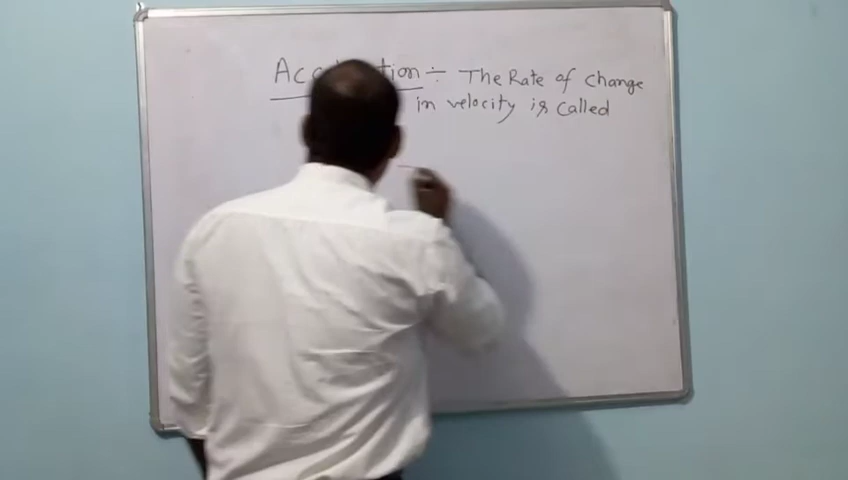 Acceleration ÷ The Rate of change
in velocity is called